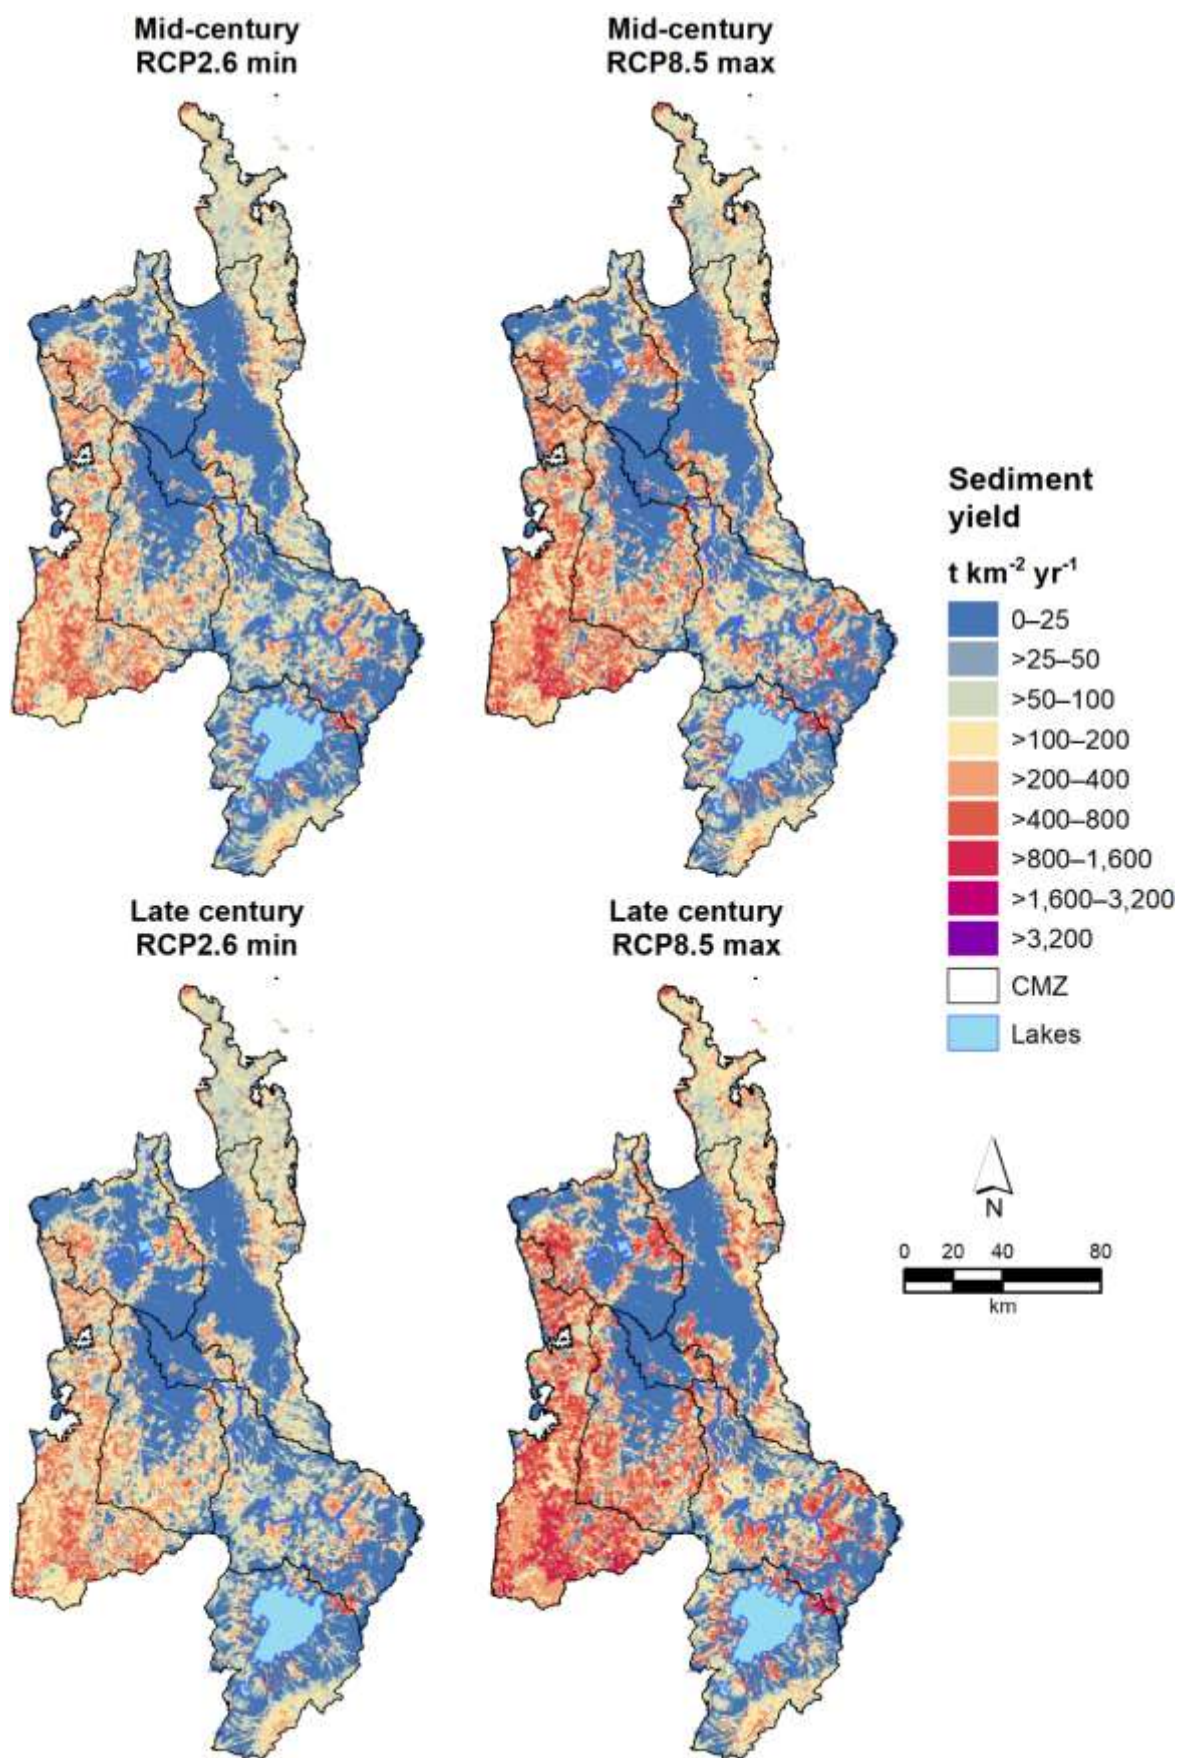 Mid-century
RCP2.6 min
Mid-century
RCP8.5 max
Sediment
yield
t km⁻² yr⁻¹
0–25
>25–50
>50–100
>100–200
>200–400
>400–800
>800–1,600
>1,600–3,200
>3,200
CMZ
Lakes
Late century
RCP2.6 min
Late century
RCP8.5 max
N
0 20 40 80
km